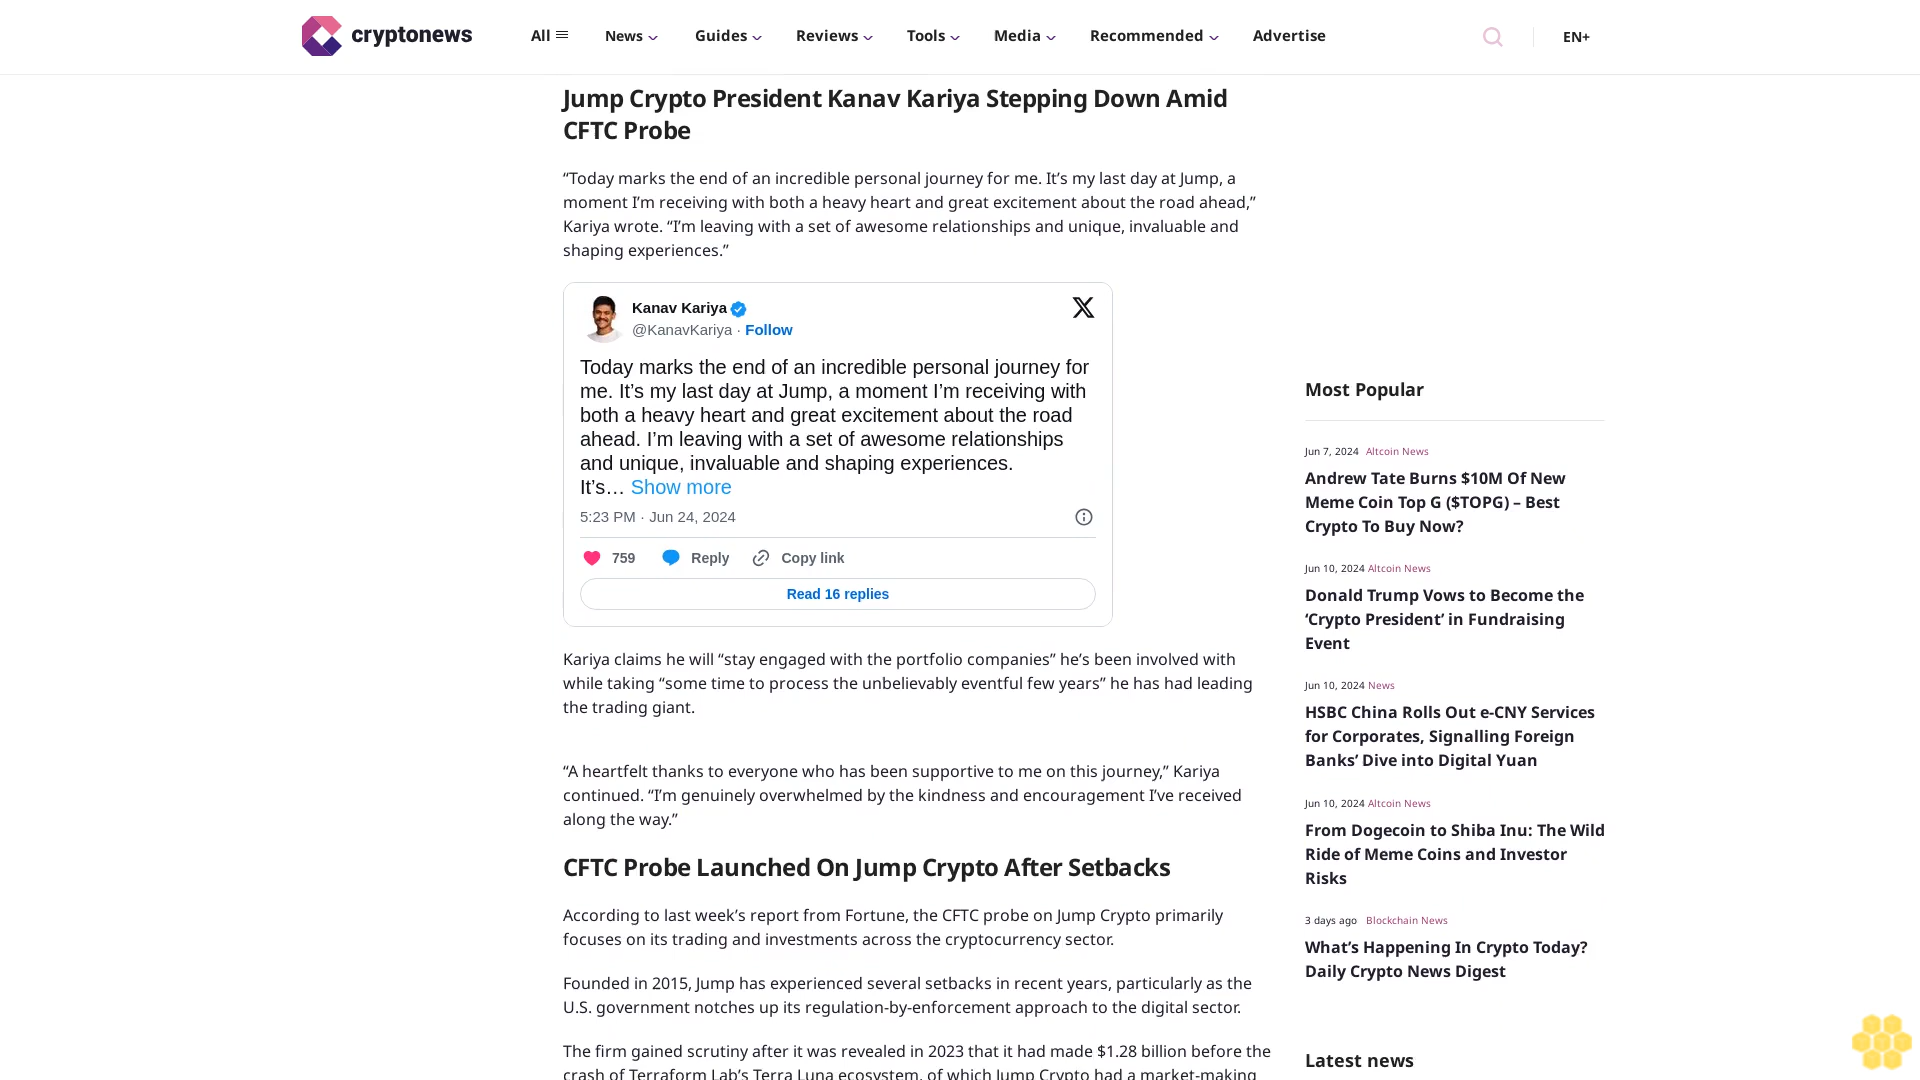 cryptonews
All
News
Guides
Reviews
Tools
Media
Recommended
Advertise
EN+
Jump Crypto President Kanav Kariya Stepping Down Amid
CFTC Probe
“Today marks the end of an incredible personal journey for me. It’s my last day at Jump, a
moment I’m receiving with both a heavy heart and great excitement about the road ahead,”
Kariya wrote. “I’m leaving with a set of awesome relationships and unique, invaluable and
shaping experiences.”
Kanav Kariya
@KanavKariya · Follow
Today marks the end of an incredible personal journey for
me. It’s my last day at Jump, a moment I’m receiving with
both a heavy heart and great excitement about the road
ahead. I’m leaving with a set of awesome relationships
and unique, invaluable and shaping experiences.
It’s… Show more
5:23 PM · Jun 24, 2024
759
Reply
Copy link
Read 16 replies
Kariya claims he will “stay engaged with the portfolio companies” he’s been involved with
while taking “some time to process the unbelievably eventful few years” he has had leading
the trading giant.
“A heartfelt thanks to everyone who has been supportive to me on this journey,” Kariya
continued. “I’m genuinely overwhelmed by the kindness and encouragement I’ve received
along the way.”
CFTC Probe Launched On Jump Crypto After Setbacks
According to last week’s report from Fortune, the CFTC probe on Jump Crypto primarily
focuses on its trading and investments across the cryptocurrency sector.
Founded in 2015, Jump has experienced several setbacks in recent years, particularly as the
U.S. government notches up its regulation-by-enforcement approach to the digital sector.
The firm gained scrutiny after it was revealed in 2023 that it had made $1.28 billion before the
crash of Terraform Lab’s Terra Luna ecosystem, of which Jump Crypto had a market-making
Most Popular
Jun 7, 2024 Altcoin News
Andrew Tate Burns $10M Of New
Meme Coin Top G ($TOPG) – Best
Crypto To Buy Now?
Jun 10, 2024 Altcoin News
Donald Trump Vows to Become the
‘Crypto President’ in Fundraising
Event
Jun 10, 2024 News
HSBC China Rolls Out e-CNY Services
for Corporates, Signalling Foreign
Banks’ Dive into Digital Yuan
Jun 10, 2024 Altcoin News
From Dogecoin to Shiba Inu: The Wild
Ride of Meme Coins and Investor
Risks
3 days ago Blockchain News
What’s Happening In Crypto Today?
Daily Crypto News Digest
Latest news